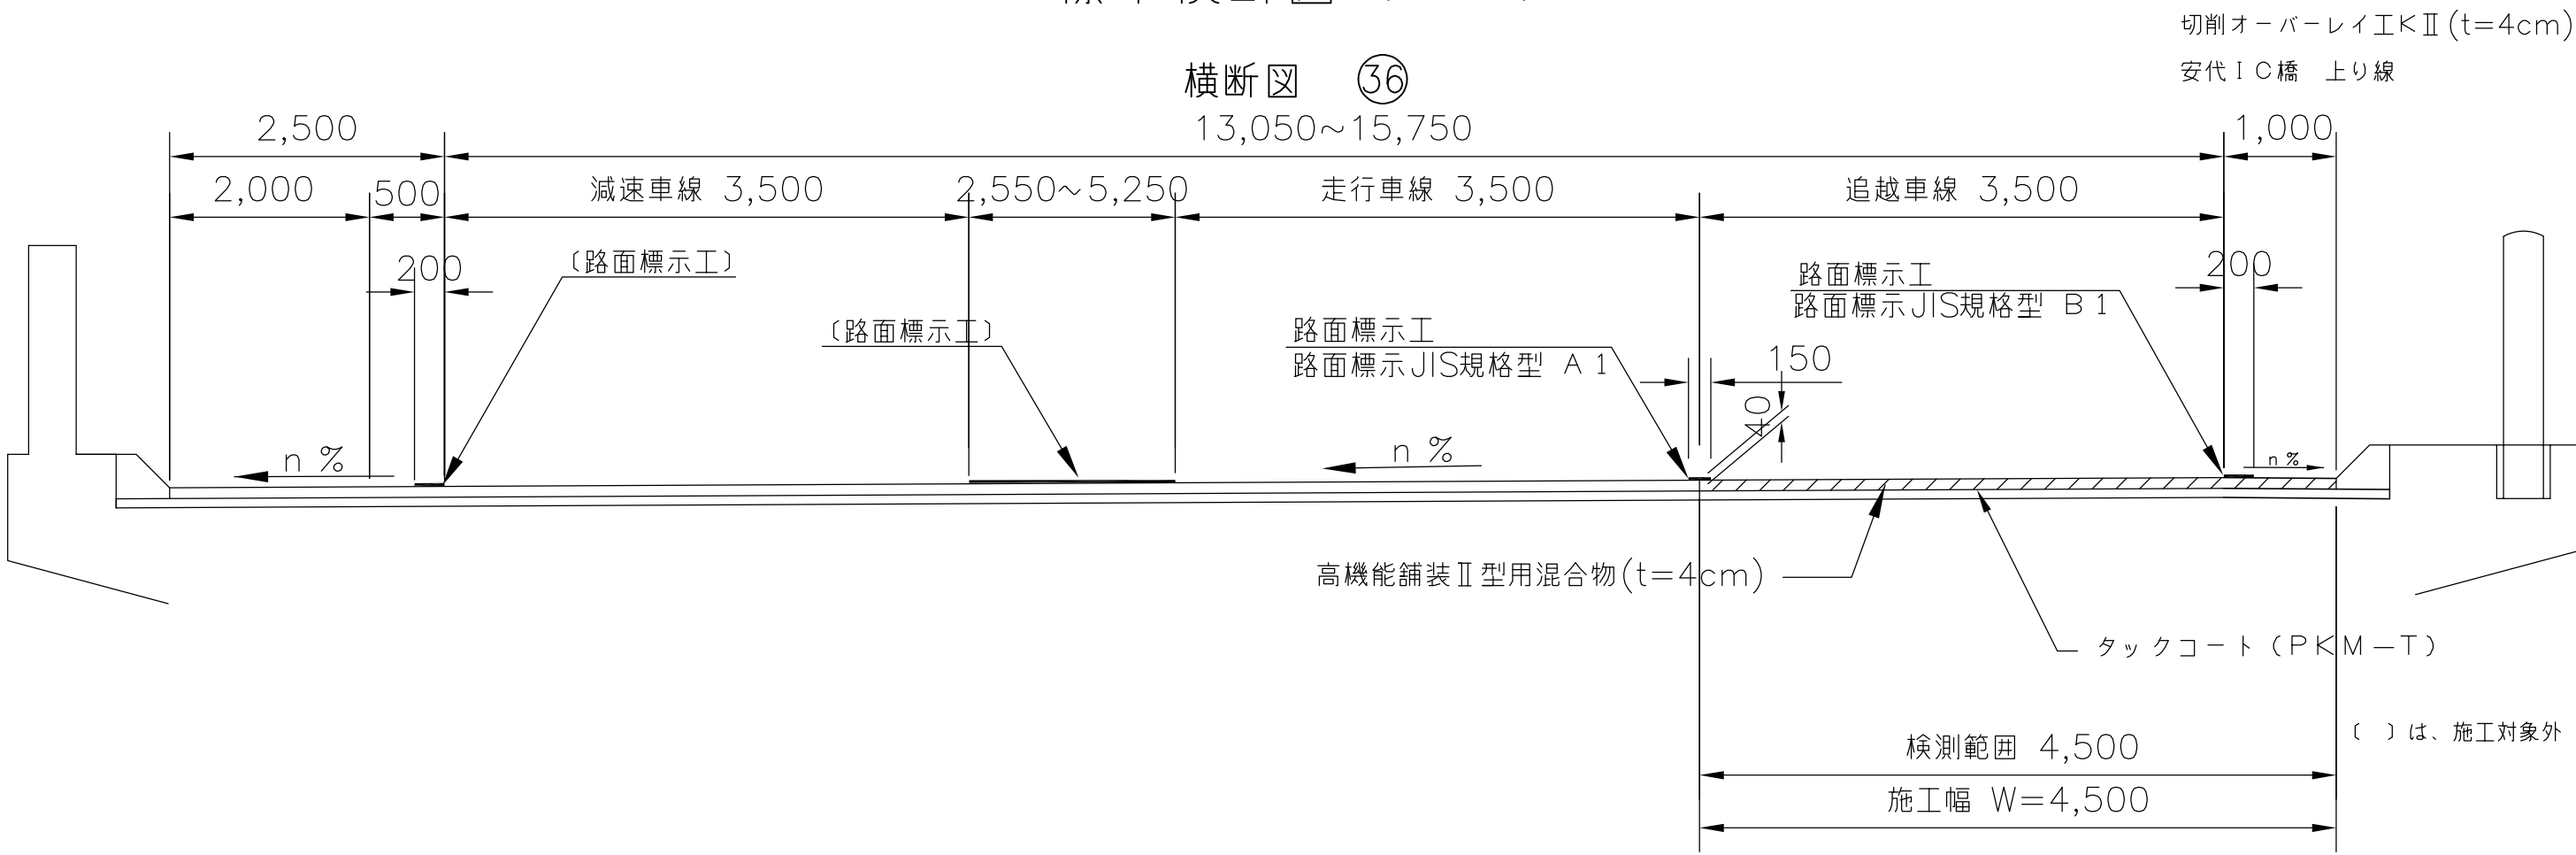 切削オーバーレイ工KⅡ(t=4cm)
安代IC橋 上り線
横断図 ㊱
2,500
13,050~15,750
1,000
2,000
500
減速車線 3,500
2,550~5,250
走行車線 3,500
追越車線 3,500
200
〔路面標示工〕
〔路面標示工〕
路面標示工
路面標示JIS規格型 A1
路面標示工
路面標示JIS規格型 B1
200
150
40
n %
n %
n %
高機能舗装Ⅱ型用混合物(t=4cm)
タックコート(PKM-T)
検測範囲 4,500
施工幅 W=4,500
〔 〕は、施工対象外